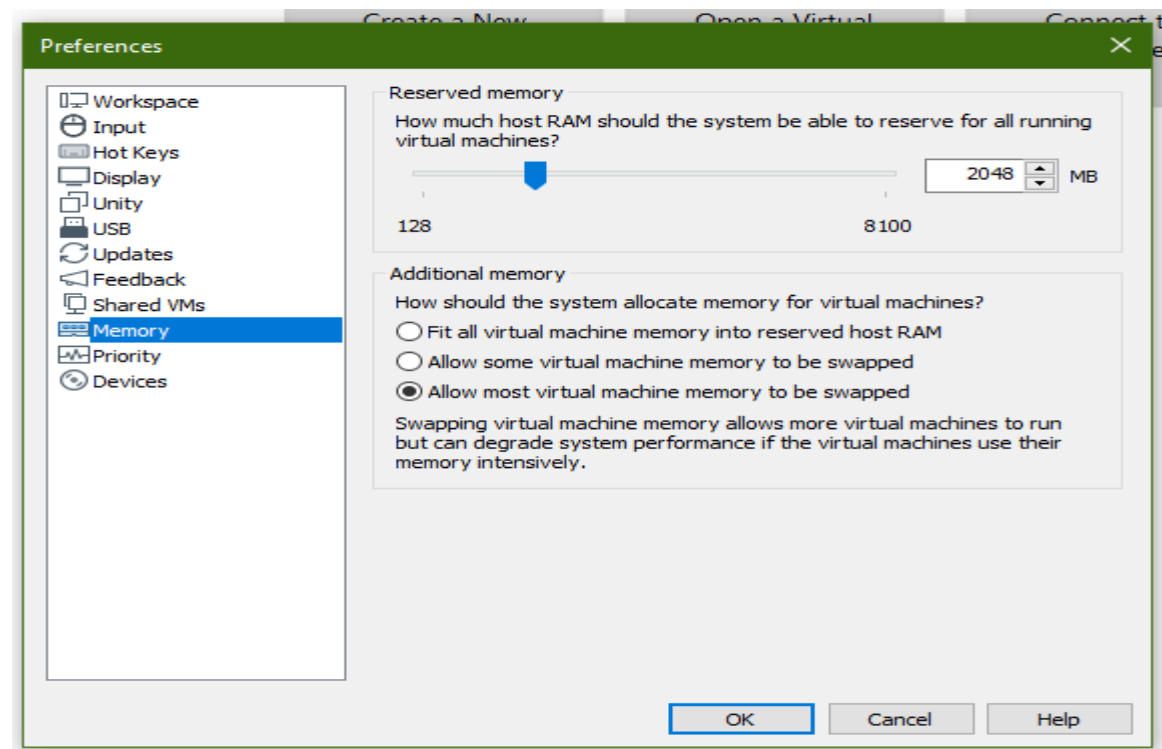 Create a New
Open a Virtual
Connect t
Preferences
Workspace
Input
Hot Keys
Display
Unity
USB
Updates
Feedback
Shared VMs
Memory
Priority
Devices
Reserved memory
How much host RAM should the system be able to reserve for all running
virtual machines?
2048 MB
128
8100
Additional memory
How should the system allocate memory for virtual machines?
Fit all virtual machine memory into reserved host RAM
Allow some virtual machine memory to be swapped
Allow most virtual machine memory to be swapped
Swapping virtual machine memory allows more virtual machines to run
but can degrade system performance if the virtual machines use their
memory intensively.
OK
Cancel
Help